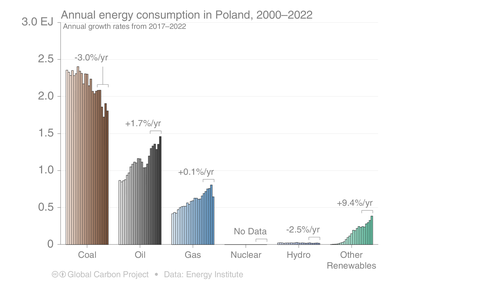 Annual energy consumption in Poland, 2000–2022
3.0 EJ
Annual growth rates from 2017–2022
-3.0%/yr
2.5
2.0
+1.7%/yr
1.5
+0.1%/yr
1.0
+9.4%/yr
0.5
No Data
-2.5%/yr
0
Coal
Oil
Gas
Nuclear
Hydro
Other
Renewables
Global Carbon Project • Data: Energy Institute